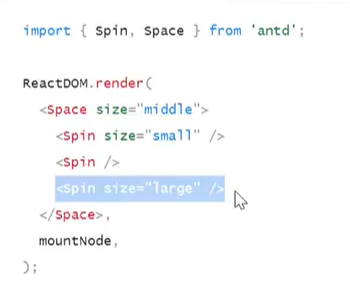 import { Spin, Space } from 'antd';
ReactDOM.render(
<Space size="middle">
<Spin size="small" />
<Spin />
<Spin size="large" />
</Space>,
mountNode,
);